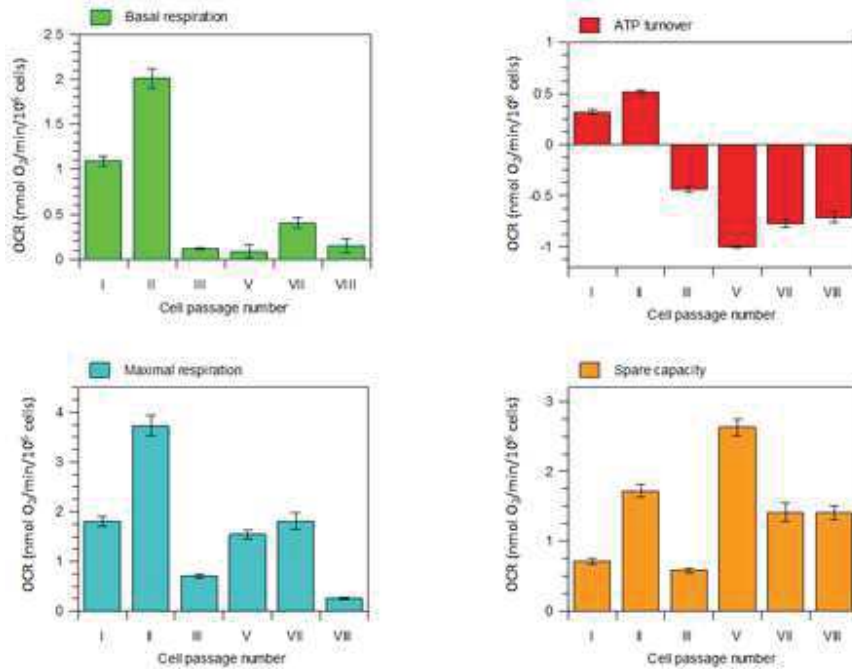 Basal respiration
OCR (nmol O₂/min/10⁶ cells)
2.5
2
1.5
1
0.5
0
I II III V VII VIII
Cell passage number
ATP turnover
OCR (nmol O₂/min/10⁶ cells)
1
0.5
0
-0.5
-1
I II III V VII VIII
Cell passage number
Maximal respiration
OCR (nmol O₂/min/10⁶ cells)
4
3
2
1
0
I II III V VII VIII
Cell passage number
Spare capacity
OCR (nmol O₂/min/10⁶ cells)
3
2
1
0
I II III V VII VIII
Cell passage number